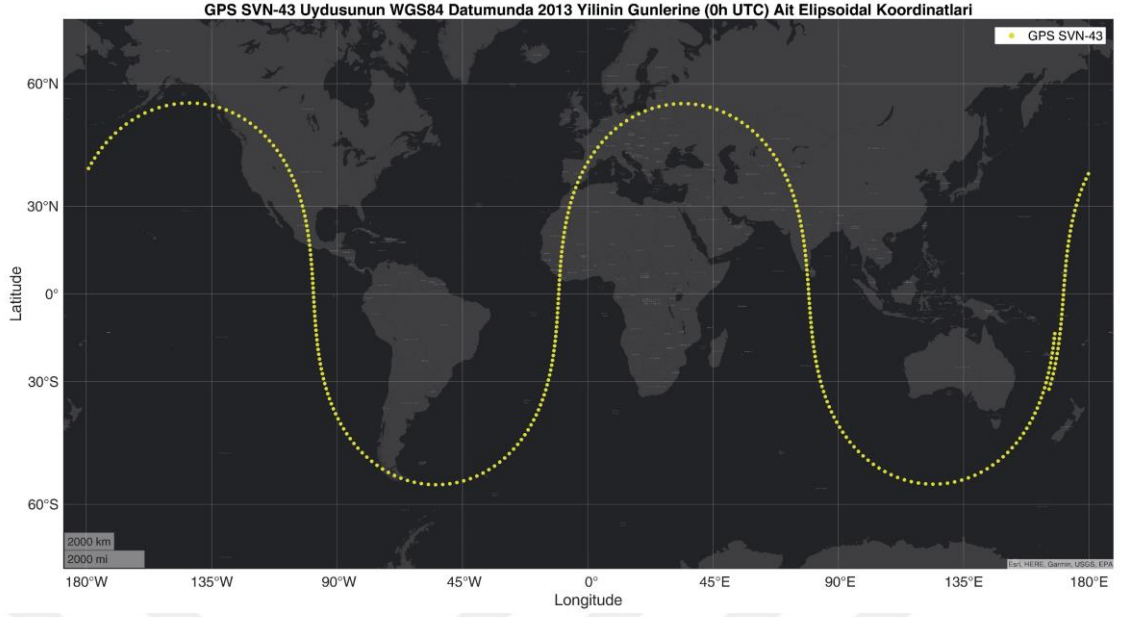 GPS SVN-43 Uydusunun WGS84 Datumunda 2013 Yilinin Gunlerine (0h UTC) Ait Elipsoidal Koordinatlari
GPS SVN-43
60°N
30°N
0°
30°S
60°S
Latitude
2000 km
2000 mi
Esri, HERE, Garmin, USGS, EPA
180°W
135°W
90°W
45°W
0°
45°E
90°E
135°E
180°E
Longitude